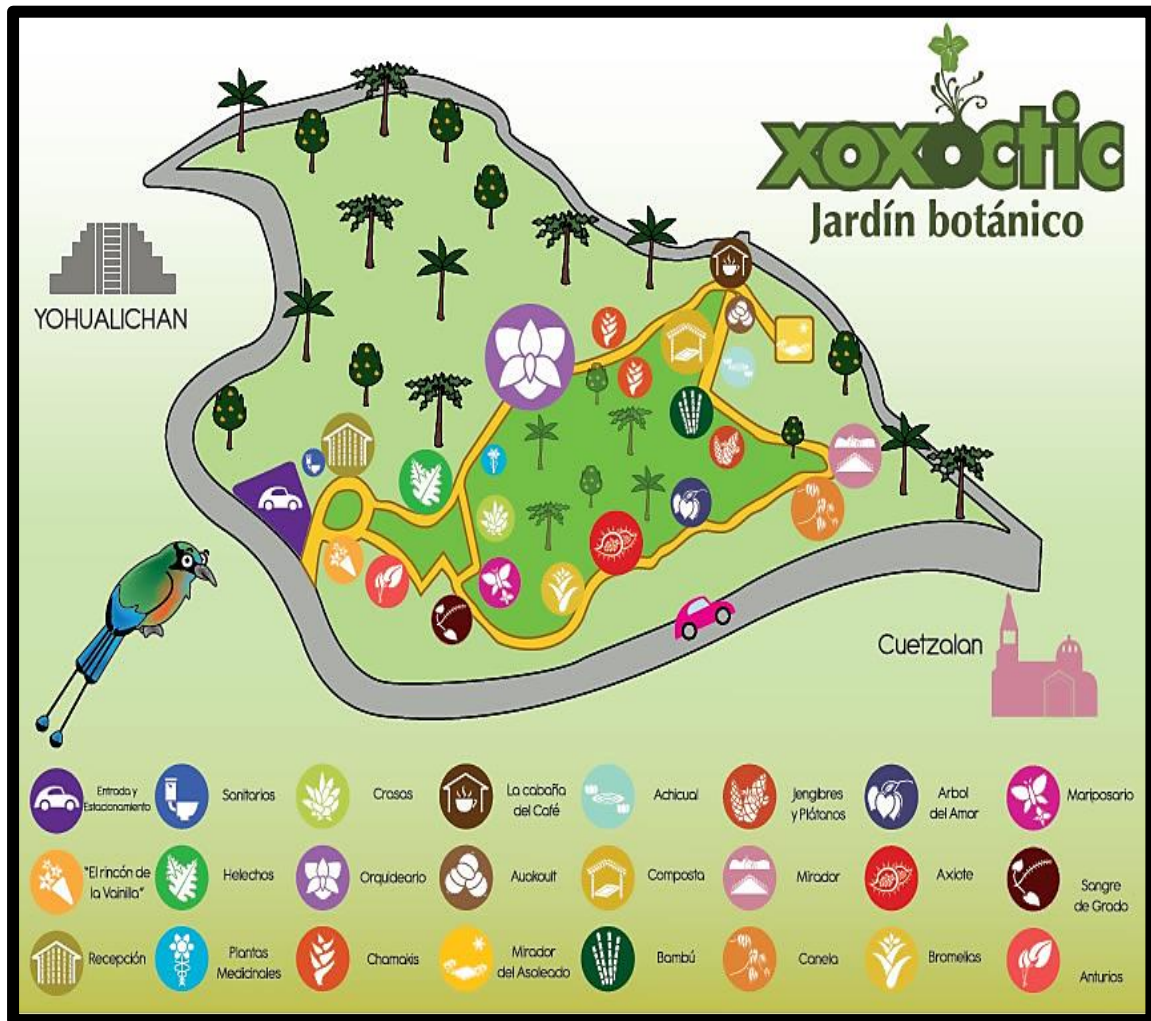 xoxoctic
Jardín botánico
YOHUALICHAN
Cuetzalan
Entrada y
Estacionamiento
Sanitarios
Crasas
La cabaña
del Café
Achicual
Jengibres
y Plátanos
Arbol
del Amor
Mariposario
"El rincón de
la Vainilla"
Helechos
Orquideario
Auakouit
Composta
Mirador
Axiote
Sangre
de Grado
Recepción
Plantas
Medicinales
Chamakis
Mirador
del Asoleado
Bambú
Canela
Bromelias
Anturios